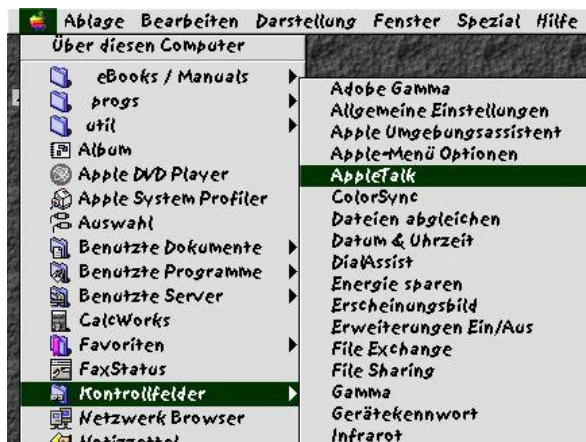 Ablage Bearbeiten Darstellung Fenster Spezial Hilfe
Über diesen Computer
eBooks / Manuals
progs
util
Album
Apple DVD Player
Apple System Profiler
Auswahl
Benutzte Dokumente
Benutzte Programme
Benutzte Server
CalcWorks
Favoriten
FaxStatus
Kontrollfelder
Netzwerk Browser
Notizzettel
Adobe Gamma
Allgemeine Einstellungen
Apple Umgebungsassistent
Apple-Menü Optionen
AppleTalk
ColorSync
Dateien abgleichen
Datum & Uhrzeit
DialAssist
Energie sparen
Erscheinungsbild
Erweiterungen Ein/Aus
File Exchange
File Sharing
Gamma
Gerätekennwort
Infrarot